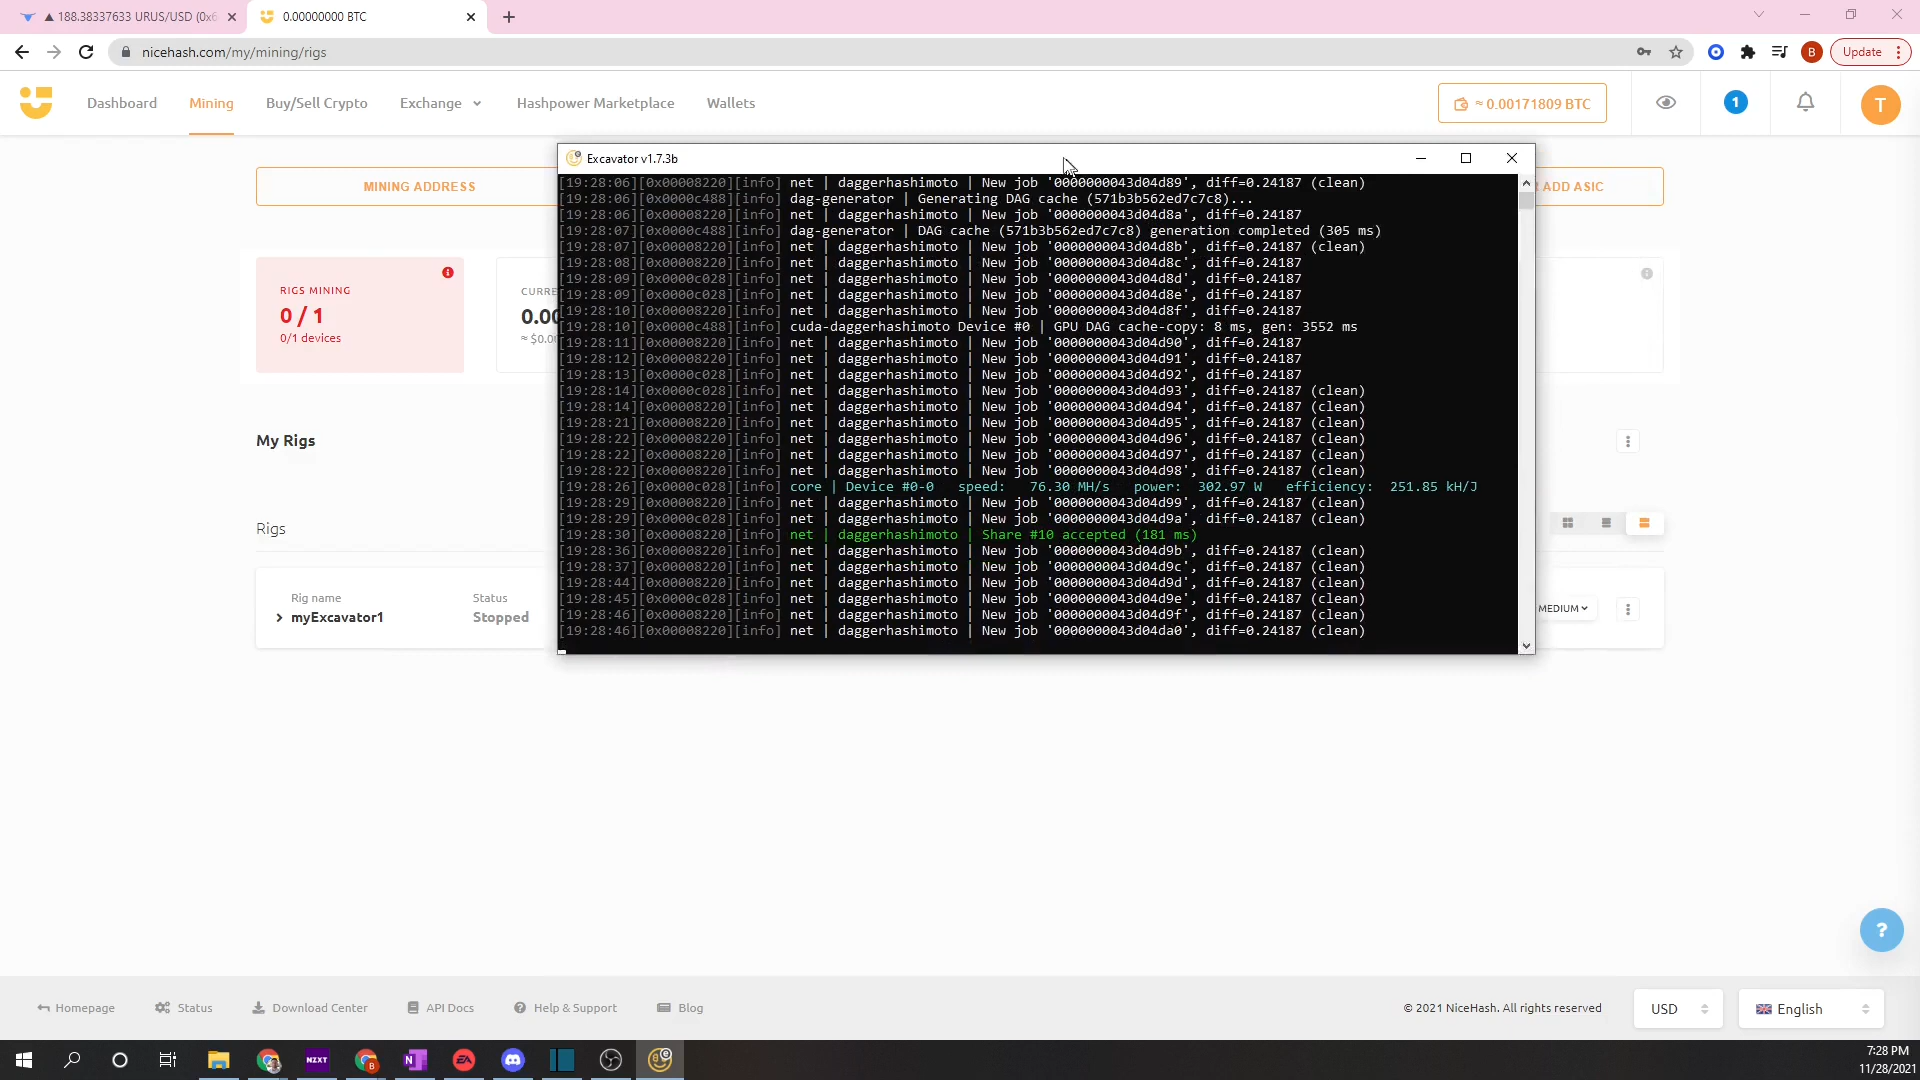 ▲ 188.38337633 URUS/USD (0x6
0.00000000 BTC
nicehash.com/my/mining/rigs
B
Update
Dashboard
Mining
Buy/Sell Crypto
Exchange
Hashpower Marketplace
Wallets
≈ 0.00171809 BTC
1
T
MINING ADDRESS
ADD ASIC
RIGS MINING
0 / 1
0/1 devices
CURRE
0.00
≈ $0.0
My Rigs
Rigs
Rig name
myExcavator1
Status
Stopped
MEDIUM
Excavator v1.7.3b
[19:28:06][0x00008220][info] net | daggerhashimoto | New job '0000000043d04d89', diff=0.24187 (clean)
[19:28:06][0x0000c488][info] dag-generator | Generating DAG cache (571b3b562ed7c7c8)...
[19:28:06][0x00008220][info] net | daggerhashimoto | New job '0000000043d04d8a', diff=0.24187
[19:28:07][0x0000c488][info] dag-generator | DAG cache (571b3b562ed7c7c8) generation completed (305 ms)
[19:28:07][0x00008220][info] net | daggerhashimoto | New job '0000000043d04d8b', diff=0.24187 (clean)
[19:28:08][0x00008220][info] net | daggerhashimoto | New job '0000000043d04d8c', diff=0.24187
[19:28:09][0x0000c028][info] net | daggerhashimoto | New job '0000000043d04d8d', diff=0.24187
[19:28:09][0x0000c028][info] net | daggerhashimoto | New job '0000000043d04d8e', diff=0.24187
[19:28:10][0x00008220][info] net | daggerhashimoto | New job '0000000043d04d8f', diff=0.24187
[19:28:10][0x0000c488][info] cuda-daggerhashimoto Device #0 | GPU DAG cache-copy: 8 ms, gen: 3552 ms
[19:28:11][0x00008220][info] net | daggerhashimoto | New job '0000000043d04d90', diff=0.24187
[19:28:12][0x00008220][info] net | daggerhashimoto | New job '0000000043d04d91', diff=0.24187
[19:28:13][0x0000c028][info] net | daggerhashimoto | New job '0000000043d04d92', diff=0.24187
[19:28:14][0x0000c028][info] net | daggerhashimoto | New job '0000000043d04d93', diff=0.24187 (clean)
[19:28:14][0x00008220][info] net | daggerhashimoto | New job '0000000043d04d94', diff=0.24187 (clean)
[19:28:21][0x00008220][info] net | daggerhashimoto | New job '0000000043d04d95', diff=0.24187 (clean)
[19:28:22][0x00008220][info] net | daggerhashimoto | New job '0000000043d04d96', diff=0.24187 (clean)
[19:28:22][0x00008220][info] net | daggerhashimoto | New job '0000000043d04d97', diff=0.24187 (clean)
[19:28:22][0x00008220][info] net | daggerhashimoto | New job '0000000043d04d98', diff=0.24187 (clean)
[19:28:26][0x0000c028][info] core | Device #0-0 speed: 76.30 MH/s power: 302.97 W efficiency: 251.85 kH/J
[19:28:29][0x00008220][info] net | daggerhashimoto | New job '0000000043d04d99', diff=0.24187 (clean)
[19:28:29][0x0000c028][info] net | daggerhashimoto | New job '0000000043d04d9a', diff=0.24187 (clean)
[19:28:30][0x00008220][info] net | daggerhashimoto | Share #10 accepted (181 ms)
[19:28:36][0x00008220][info] net | daggerhashimoto | New job '0000000043d04d9b', diff=0.24187 (clean)
[19:28:37][0x00008220][info] net | daggerhashimoto | New job '0000000043d04d9c', diff=0.24187 (clean)
[19:28:44][0x00008220][info] net | daggerhashimoto | New job '0000000043d04d9d', diff=0.24187 (clean)
[19:28:45][0x0000c028][info] net | daggerhashimoto | New job '0000000043d04d9e', diff=0.24187 (clean)
[19:28:46][0x00008220][info] net | daggerhashimoto | New job '0000000043d04d9f', diff=0.24187 (clean)
[19:28:46][0x00008220][info] net | daggerhashimoto | New job '0000000043d04da0', diff=0.24187 (clean)
?
Homepage
Status
Download Center
API Docs
Help & Support
Blog
© 2021 NiceHash. All rights reserved
USD
English
NZXT
B
N
EA
7:28 PM
11/28/2021